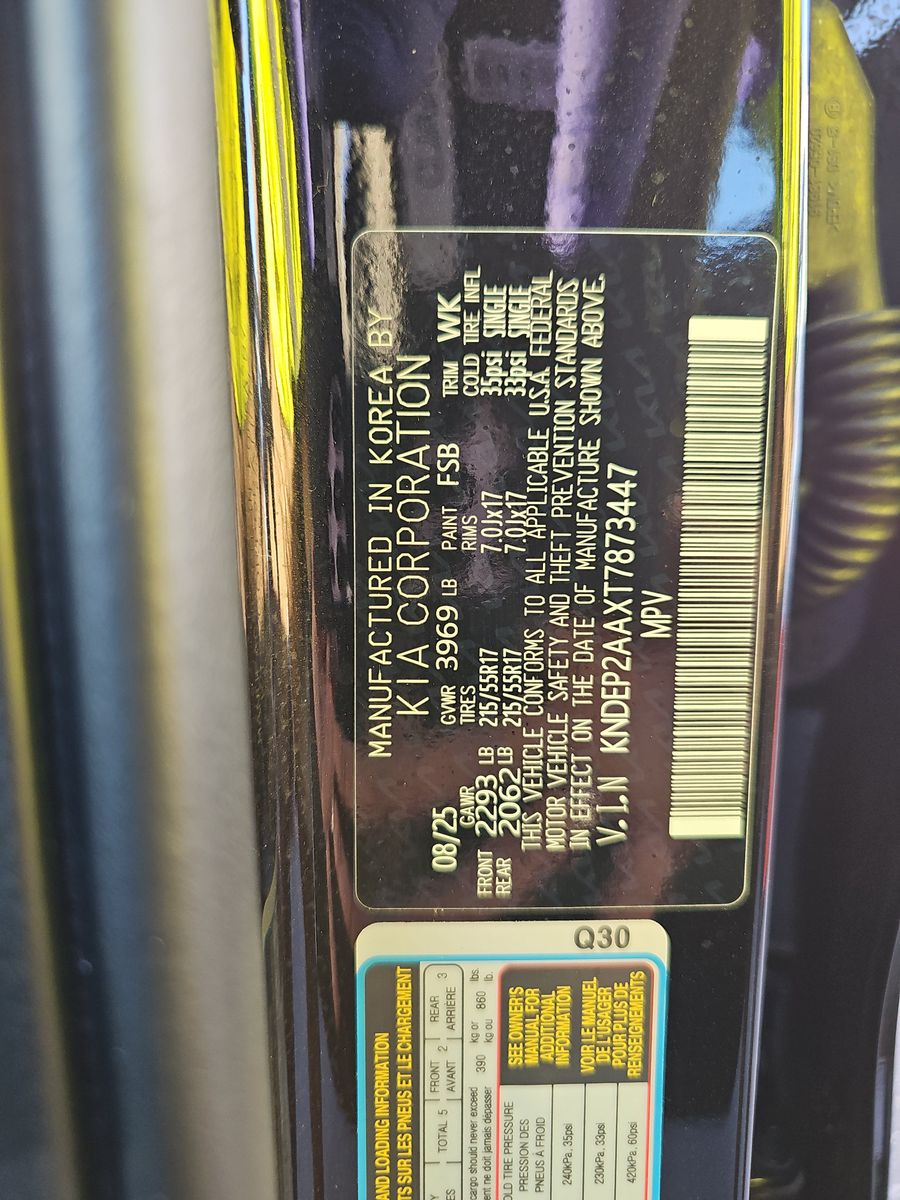 MANUFACTURED IN KOREA BY
KIA CORPORATION
08/25 GVWR 3969 LB PAINT FSB TRIM WK
GAWR TIRES RIMS COLD TIRE INFL
FRONT 2293 LB 215/55R17 7.0Jx17 35psi SINGLE
REAR 2062 LB 215/55R17 7.0Jx17 33psi SINGLE
THIS VEHICLE CONFORMS TO ALL APPLICABLE U.S.A. FEDERAL
MOTOR VEHICLE SAFETY AND THEFT PREVENTION STANDARDS
IN EFFECT ON THE DATE OF MANUFACTURE SHOWN ABOVE.
V.I.N KNDEP2AAXT7873447
MPV
Q30
AND LOADING INFORMATION
TS SUR LES PNEUS ET LE CHARGEMENT
TOTAL 5 FRONT 2 REAR 3
AVANT ARRIÈRE
cargo should never exceed 390 kg or 860 lbs.
ent ne doit jamais dépasser kg ou lb.
OLD TIRE PRESSURE
PRESSION DES
PNEUS À FROID
240kPa, 35psi
230kPa, 33psi
420kPa, 60psi
SEE OWNER'S
MANUAL FOR
ADDITIONAL
INFORMATION
VOIR LE MANUEL
DE L'USAGER
POUR PLUS DE
RENSEIGNEMENTS